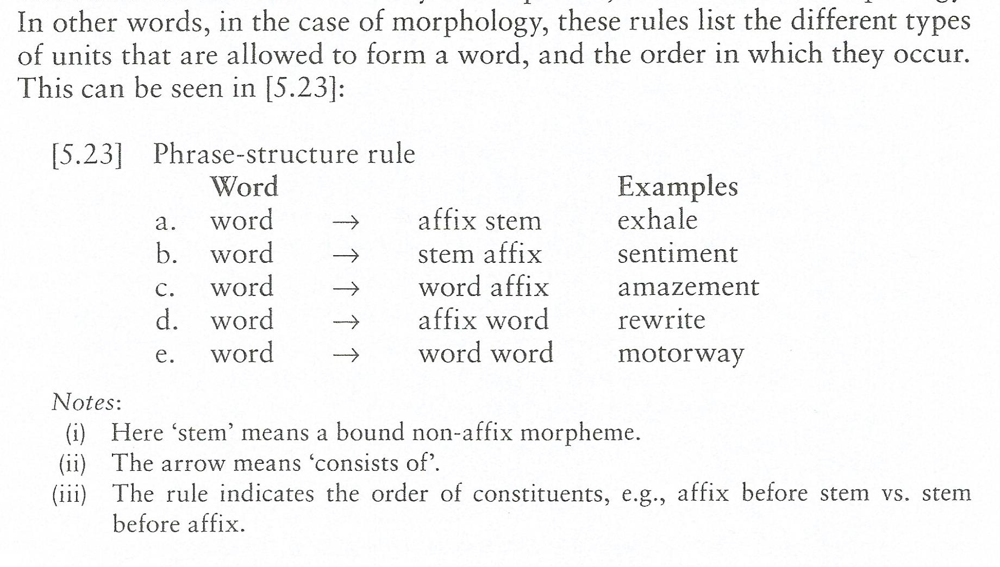 In other words, in the case of morphology, these rules list the different types
of units that are allowed to form a word, and the order in which they occur.
This can be seen in [5.23]:
[5.23] Phrase-structure rule
Word Examples
a. word → affix stem exhale
b. word → stem affix sentiment
c. word → word affix amazement
d. word → affix word rewrite
e. word → word word motorway
Notes:
(i) Here ‘stem’ means a bound non-affix morpheme.
(ii) The arrow means ‘consists of’.
(iii) The rule indicates the order of constituents, e.g., affix before stem vs. stem
before affix.